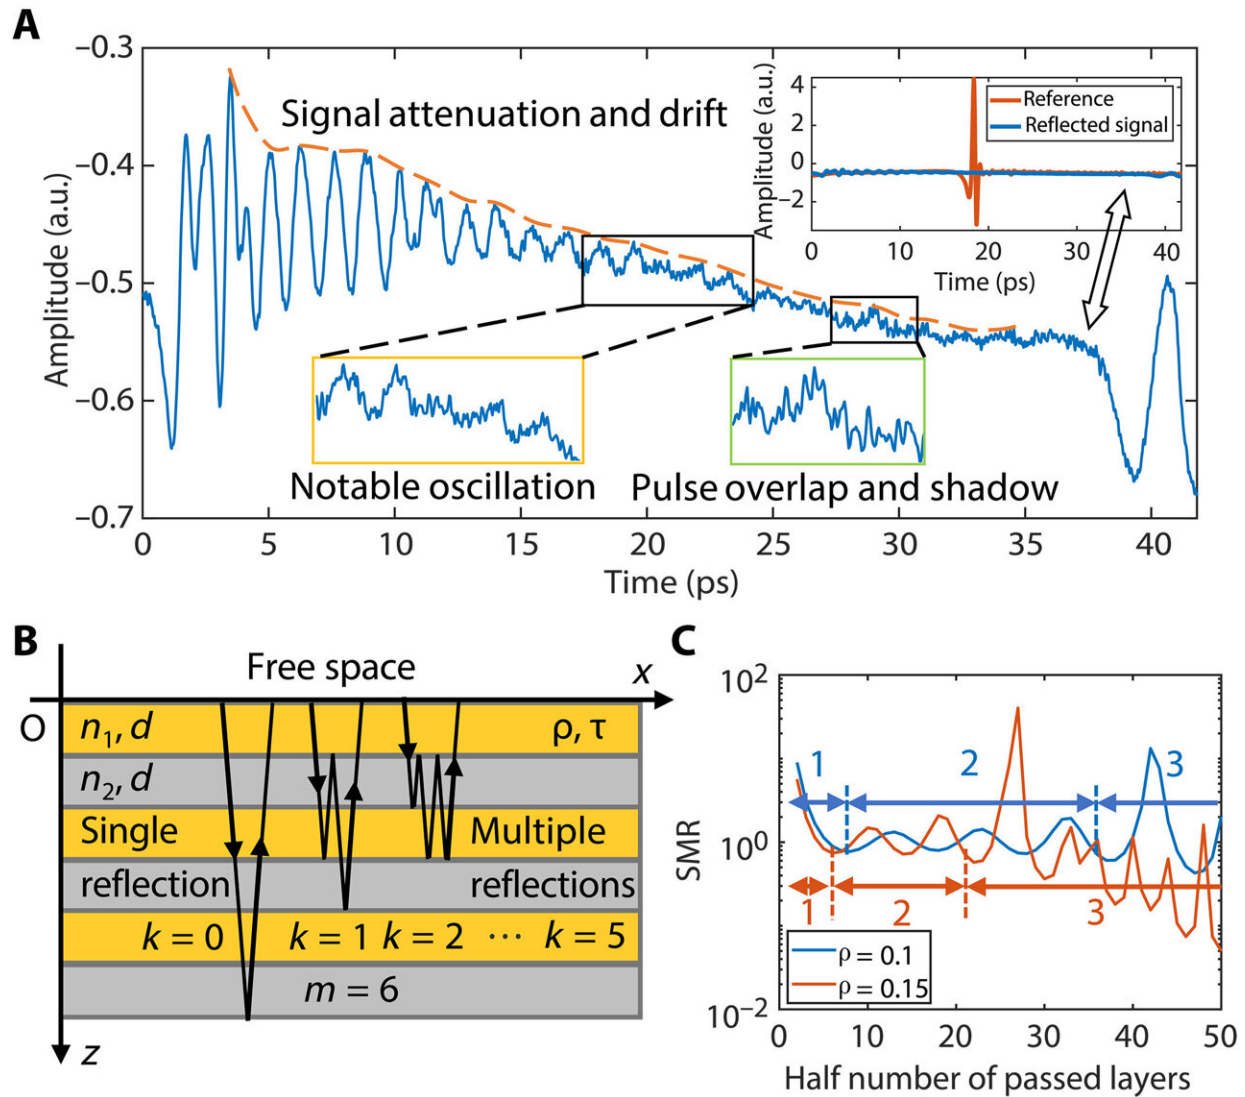 A
Signal attenuation and drift
Notable oscillation
Pulse overlap and shadow
Amplitude (a.u.)
−0.3
−0.4
−0.5
−0.6
−0.7
0 5 10 15 20 25 30 35 40
Time (ps)
Reference
Reflected signal
Amplitude (a.u.)
4
2
0
−2
0 10 20 30 40
Time (ps)
B
Free space
x
O
n1, d
ρ, τ
n2, d
Single
Multiple
reflection
reflections
k = 0 k = 1 k = 2 ··· k = 5
m = 6
z
C
SMR
10²
10⁰
10⁻²
1 2 3
1 2 3
ρ = 0.1
ρ = 0.15
0 10 20 30 40 50
Half number of passed layers